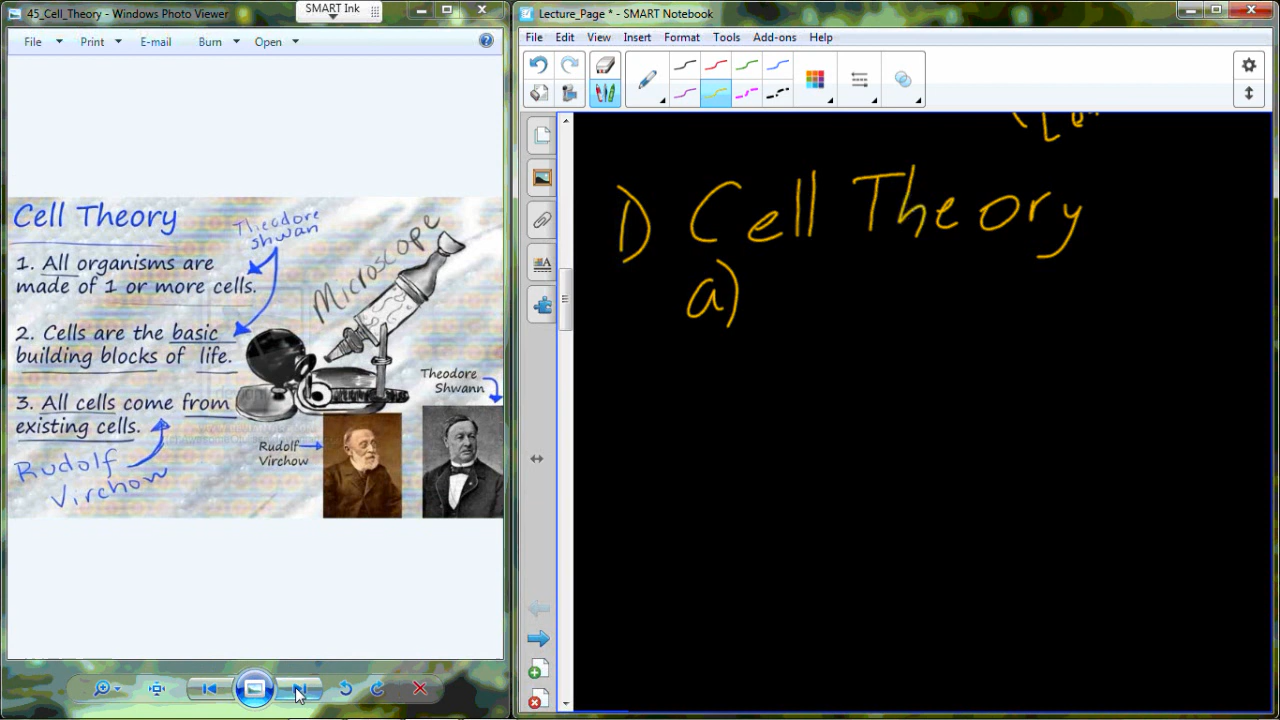 45_Cell_Theory - Windows Photo Viewer
SMART Ink
File Print E-mail Burn Open
Cell Theory
Theodore
shwan
1. All organisms are
made of 1 or more cells.
Microscope
2. Cells are the basic
building blocks of life.
Theodore
Shwann
3. All cells come from
existing cells.
Rudolf
Virchow
Rudolf
Virchow
Lecture_Page * - SMART Notebook
File Edit View Insert Format Tools Add-ons Help
D) Cell Theory
a)